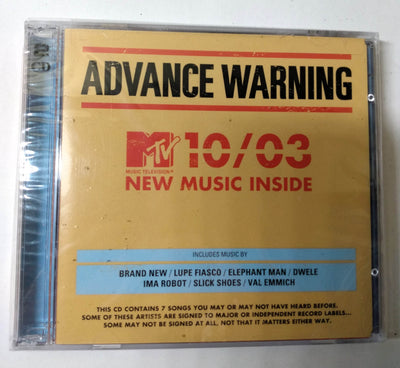 ADVANCE WARNING
MTV 10/03
MUSIC TELEVISION®
NEW MUSIC INSIDE
INCLUDES MUSIC BY
BRAND NEW / LUPE FIASCO / ELEPHANT MAN / DWELE
IMA ROBOT / SLICK SHOES / VAL EMMICH
THIS CD CONTAINS 7 SONGS YOU MAY OR MAY NOT HAVE HEARD BEFORE.
SOME OF THESE ARTISTS ARE SIGNED TO MAJOR OR INDEPENDENT RECORD LABELS...
SOME MAY NOT BE SIGNED AT ALL. NOT THAT IT MATTERS EITHER WAY.